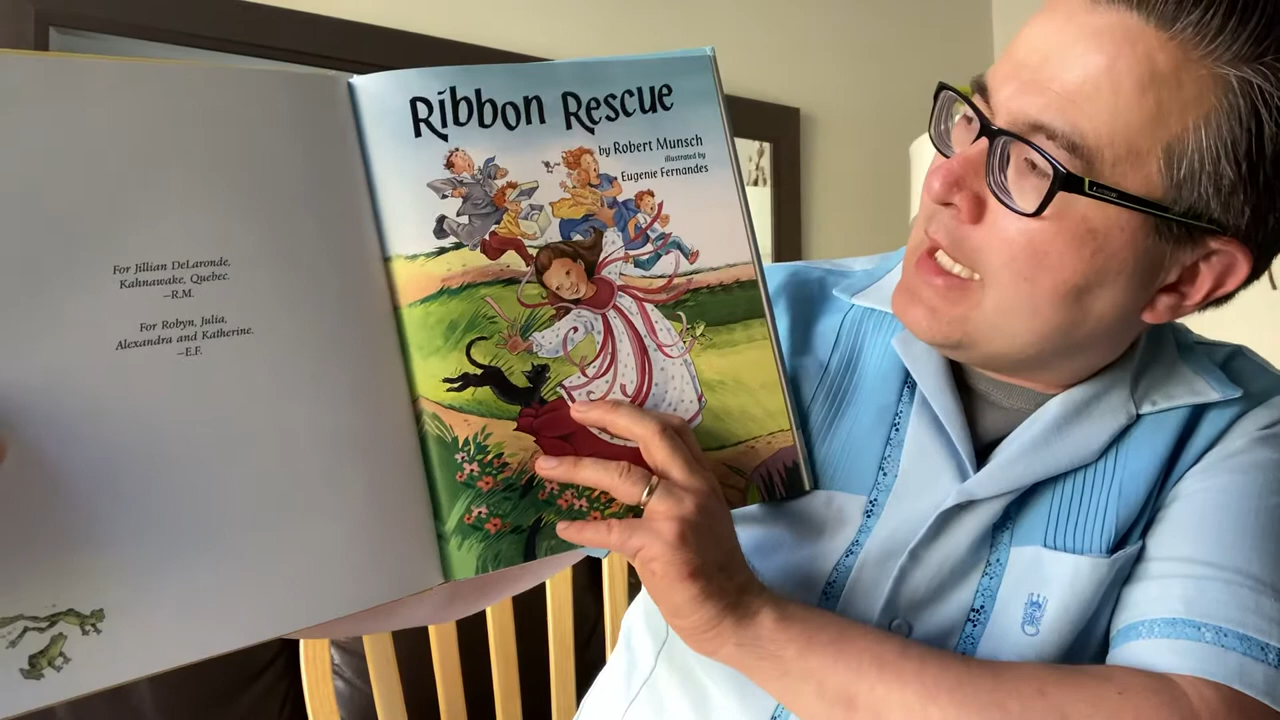 For Jillian DeLaronde,
Kahnawake, Quebec.
—R.M.
For Robyn, Julia,
Alexandra and Katherine.
—E.F.
Ribbon Rescue
by Robert Munsch
illustrated by
Eugenie Fernandes